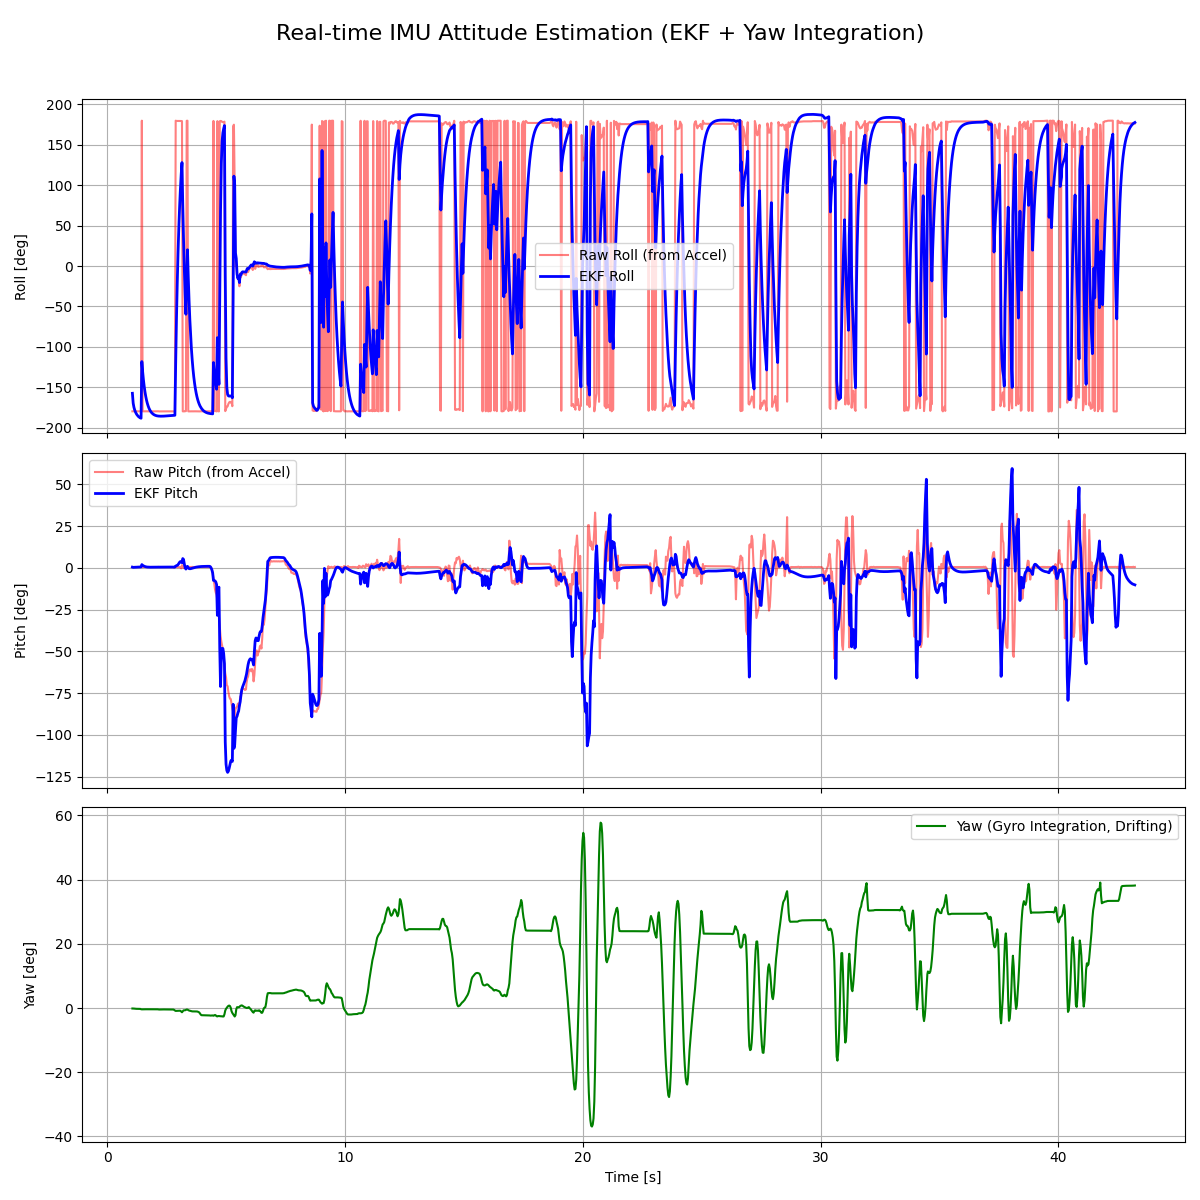 Real-time IMU Attitude Estimation (EKF + Yaw Integration)
200
150
100
50
0
−50
−100
−150
−200
Roll [deg]
Raw Roll (from Accel)
EKF Roll
50
25
0
−25
−50
−75
−100
−125
Pitch [deg]
Raw Pitch (from Accel)
EKF Pitch
60
40
20
0
−20
−40
Yaw [deg]
Yaw (Gyro Integration, Drifting)
0 10 20 30 40
Time [s]